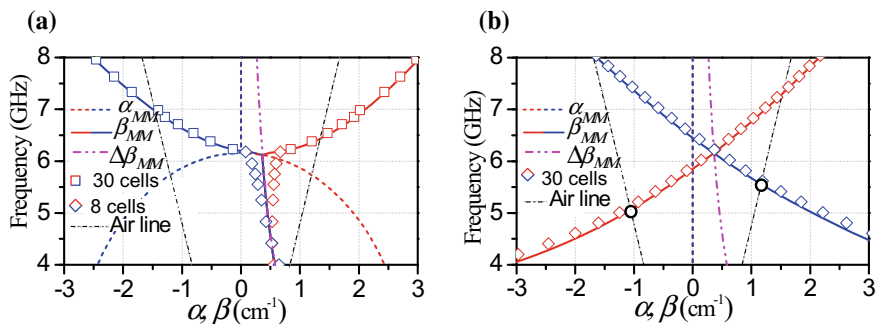 (a)
8
7
6
5
4
Frequency (GHz)
α_MM
β_MM
Δβ_MM
30 cells
8 cells
Air line
-3 -2 -1 0 1 2 3
α, β (cm⁻¹)
(b)
8
7
6
5
4
Frequency (GHz)
α_MM
β_MM
Δβ_MM
30 cells
Air line
-3 -2 -1 0 1 2 3
α, β (cm⁻¹)